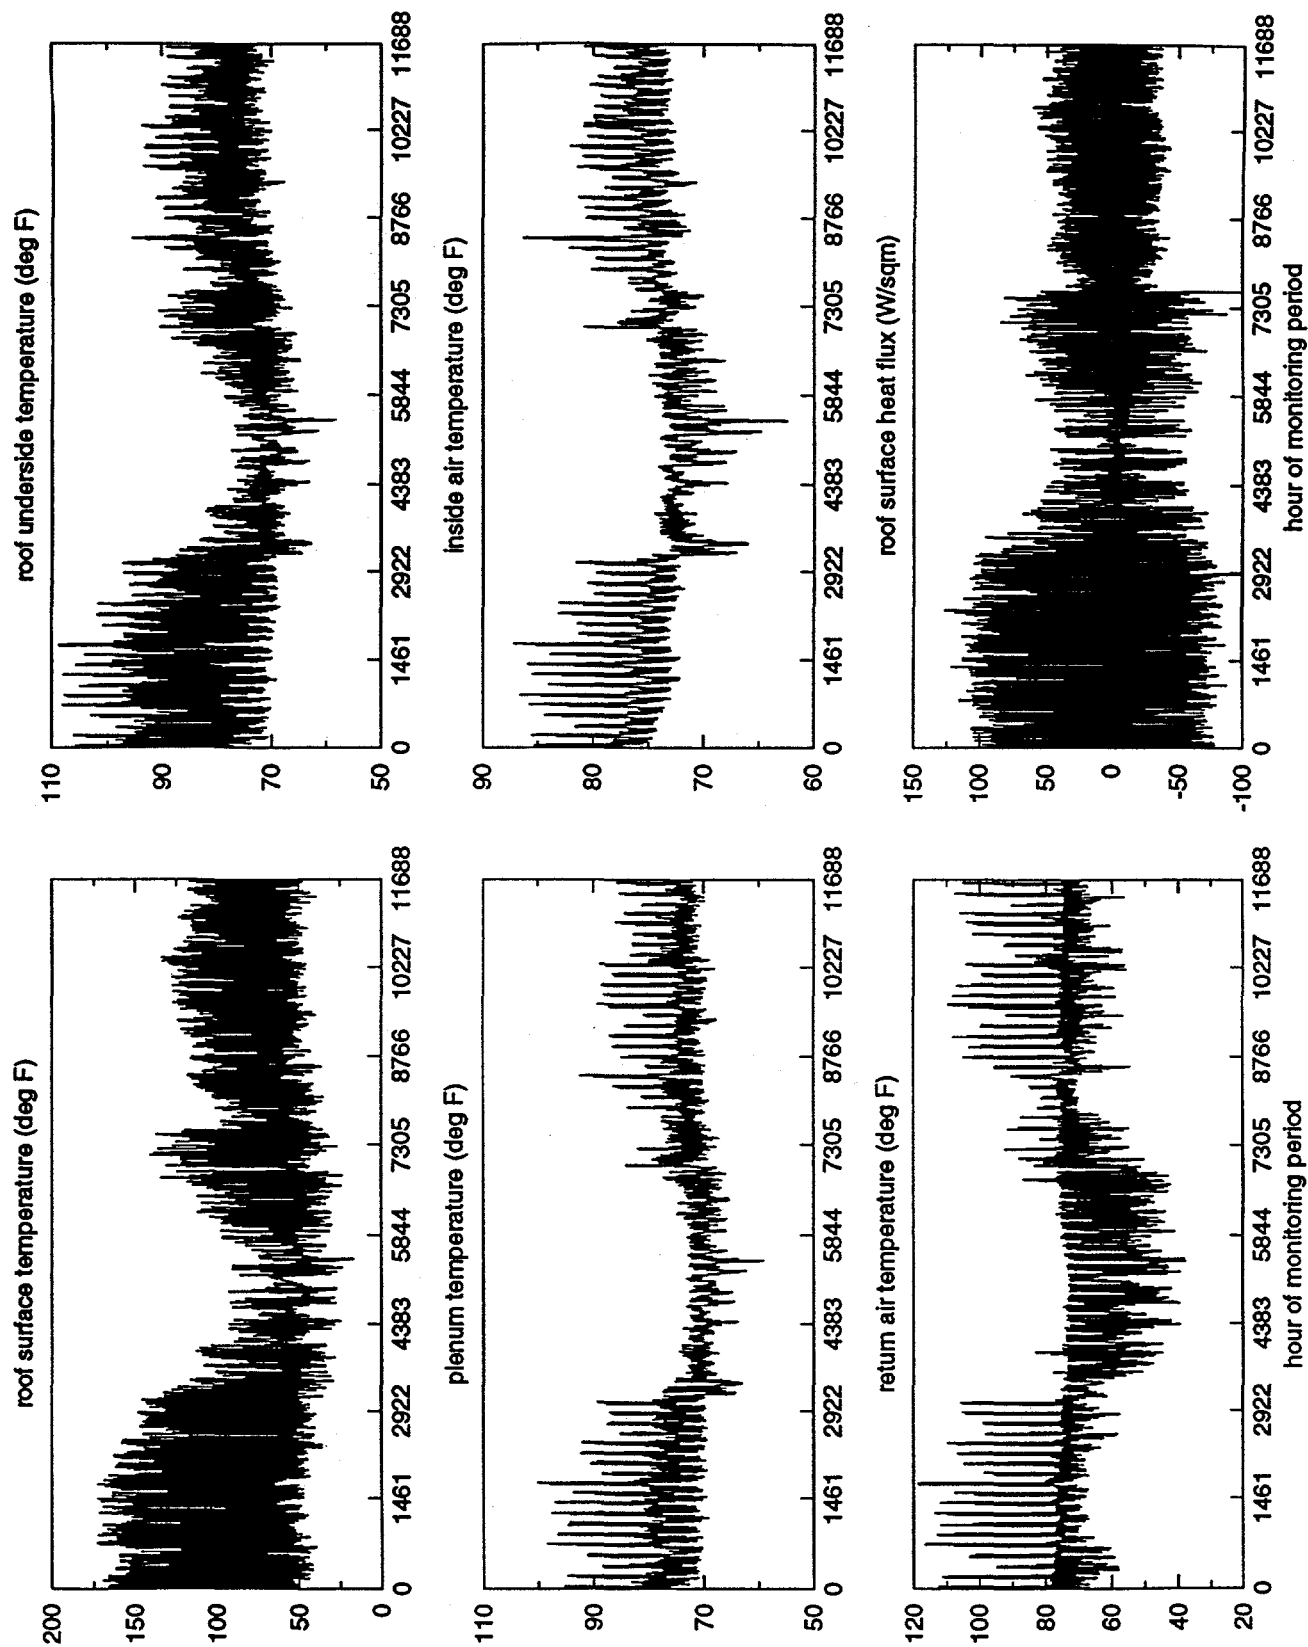 roof surface temperature (deg F)
200
150
100
50
0
0 1461 2922 4383 5844 7305 8766 10227 11688
roof underside temperature (deg F)
110
90
70
50
0 1461 2922 4383 5844 7305 8766 10227 11688
plenum temperature (deg F)
110
90
70
50
0 1461 2922 4383 5844 7305 8766 10227 11688
inside air temperature (deg F)
90
80
70
60
0 1461 2922 4383 5844 7305 8766 10227 11688
return air temperature (deg F)
120
100
80
60
40
20
0 1461 2922 4383 5844 7305 8766 10227 11688
hour of monitoring period
roof surface heat flux (W/sqm)
150
100
50
0
-50
-100
0 1461 2922 4383 5844 7305 8766 10227 11688
hour of monitoring period